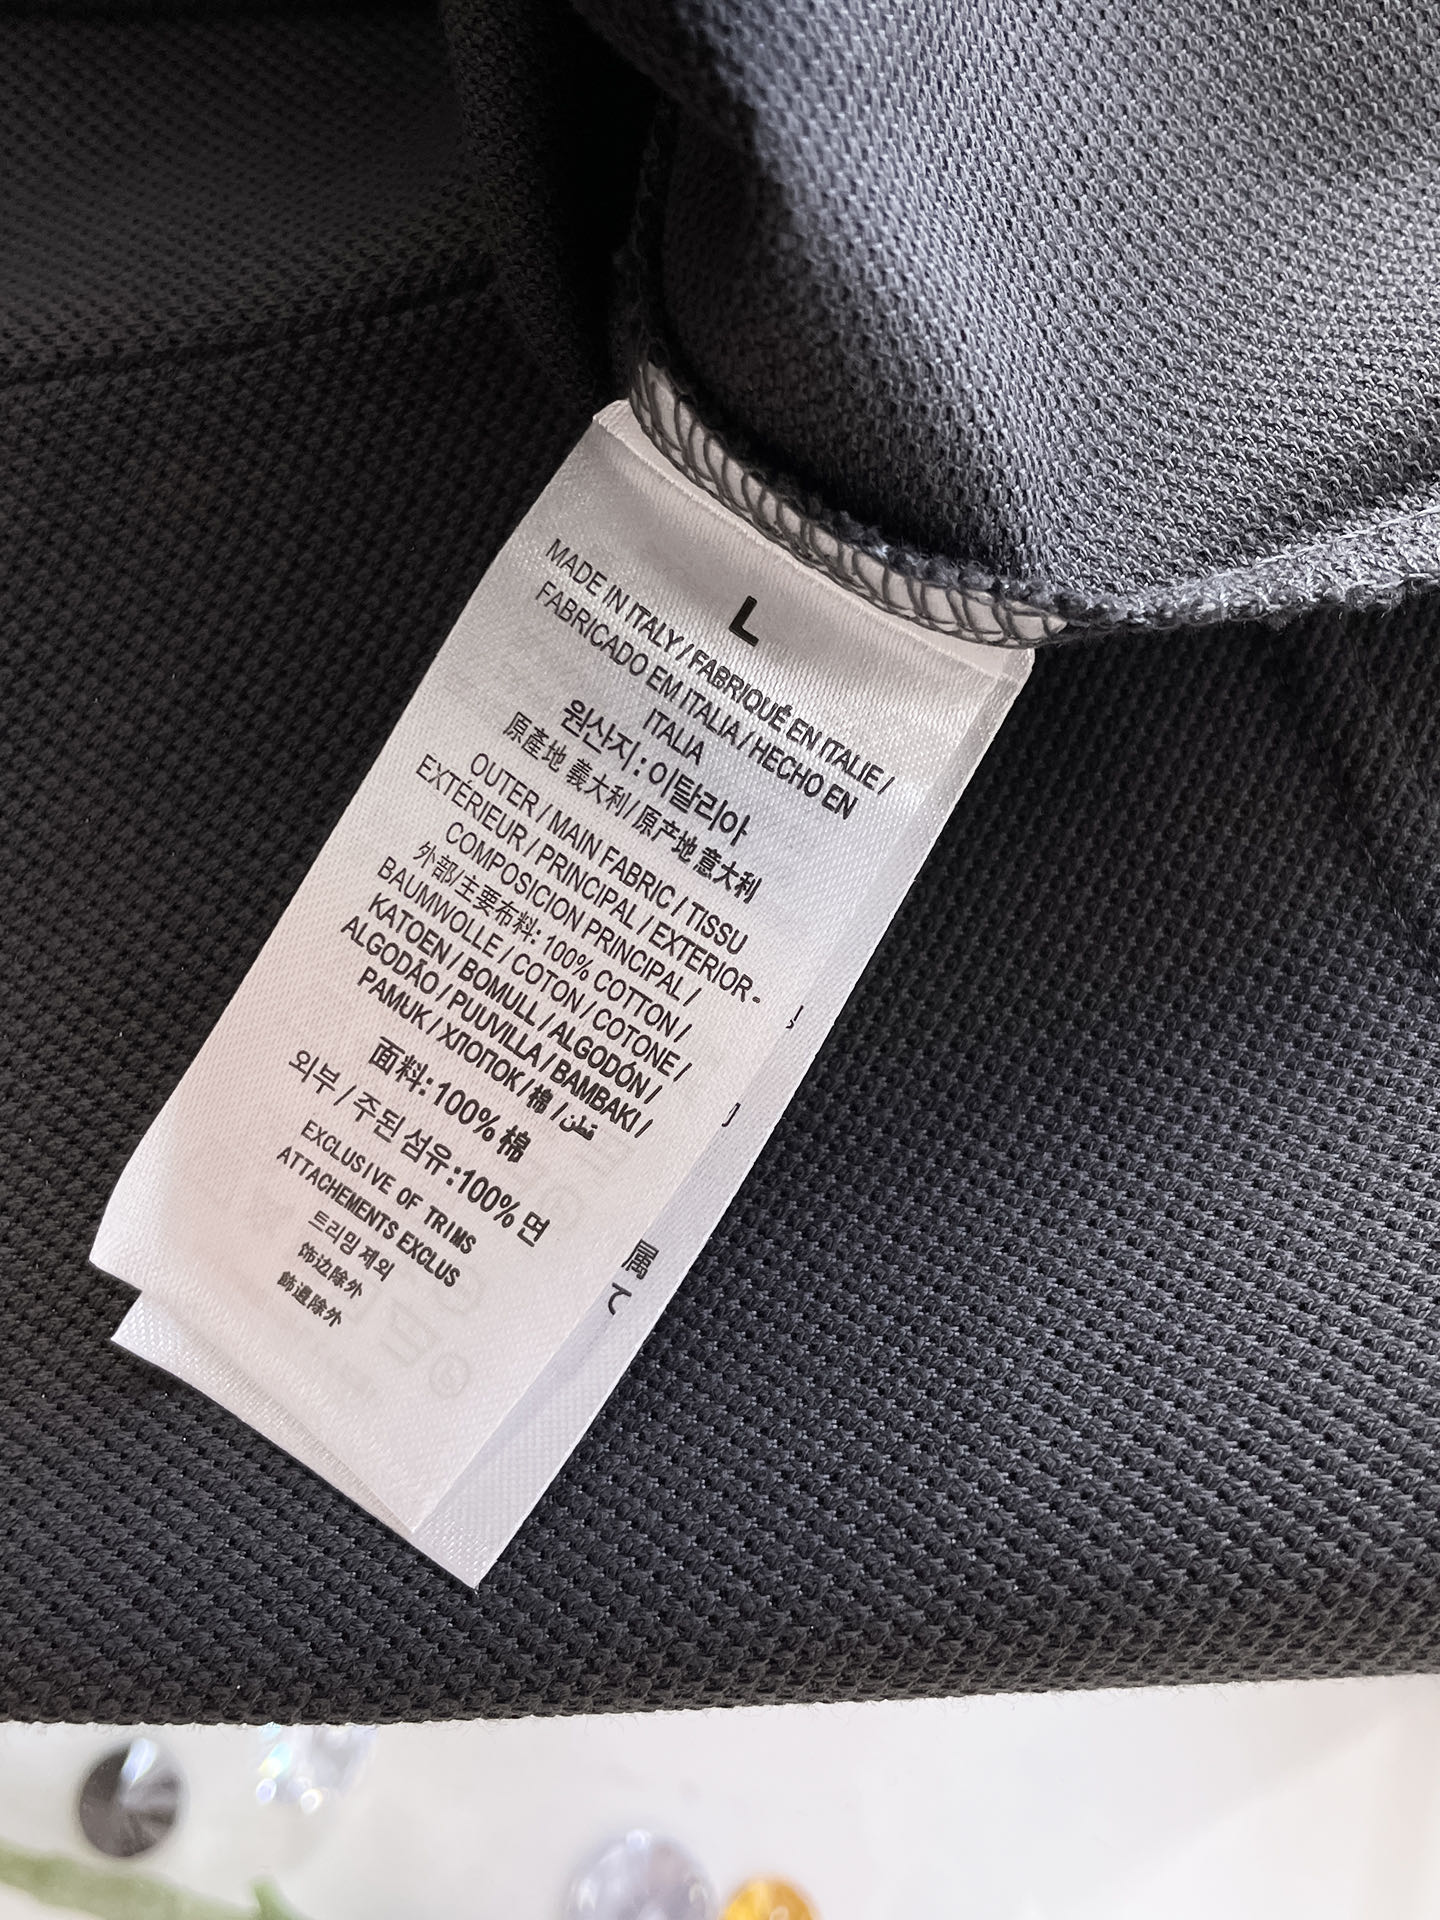 L
MADE IN ITALY / FABRIQUÉ EN ITALIE /
FABRICADO EM ITALIA / HECHO EN
ITALIA
원산지 : 이탈리아
原產地 義大利/ 原产地 意大利
OUTER / MAIN FABRIC / TISSU
EXTÉRIEUR / PRINCIPAL / EXTERIOR -
COMPOSICION PRINCIPAL /
外部/主要布料: 100% COTTON /
BAUMWOLLE / COTON / COTONE /
KATOEN / BOMULL / ALGODÓN /
ALGODÃO / PUUVILLA / BAMBAKI /
PAMUK / ХЛОПОК / 棉 / قطن
面料: 100% 棉
외부 / 주된 섬유 :100% 면
EXCLUSIVE OF TRIMS
ATTACHEMENTS EXCLUS
트리밍 제외
饰边除外
飾邊除外
属
て